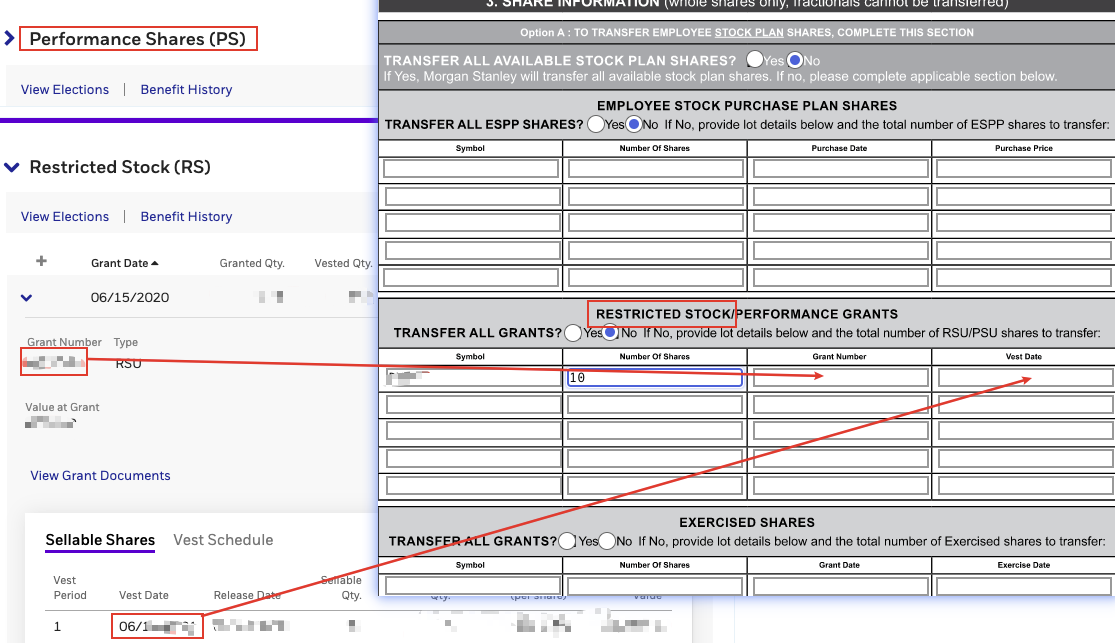 Performance Shares (PS)
View Elections | Benefit History
Restricted Stock (RS)
View Elections | Benefit History
+ Grant Date Granted Qty. Vested Qty.
06/15/2020
Grant Number Type
RSU
Value at Grant
View Grant Documents
Sellable Shares Vest Schedule
Vest Period Vest Date Release Date Sellable Qty. Qty. (per share) Value
1 06/1
3. SHARE INFORMATION (whole shares only, fractionals cannot be transferred)
Option A : TO TRANSFER EMPLOYEE STOCK PLAN SHARES, COMPLETE THIS SECTION
TRANSFER ALL AVAILABLE STOCK PLAN SHARES? Yes No
If Yes, Morgan Stanley will transfer all available stock plan shares. If no, please complete applicable section below.
EMPLOYEE STOCK PURCHASE PLAN SHARES
TRANSFER ALL ESPP SHARES? Yes No If No, provide lot details below and the total number of ESPP shares to transfer:
Symbol Number Of Shares Purchase Date Purchase Price
RESTRICTED STOCK/PERFORMANCE GRANTS
TRANSFER ALL GRANTS? Yes No If No, provide lot details below and the total number of RSU/PSU shares to transfer:
Symbol Number Of Shares Grant Number Vest Date
10
EXERCISED SHARES
TRANSFER ALL GRANTS? Yes No If No, provide lot details below and the total number of Exercised shares to transfer:
Symbol Number Of Shares Grant Date Exercise Date